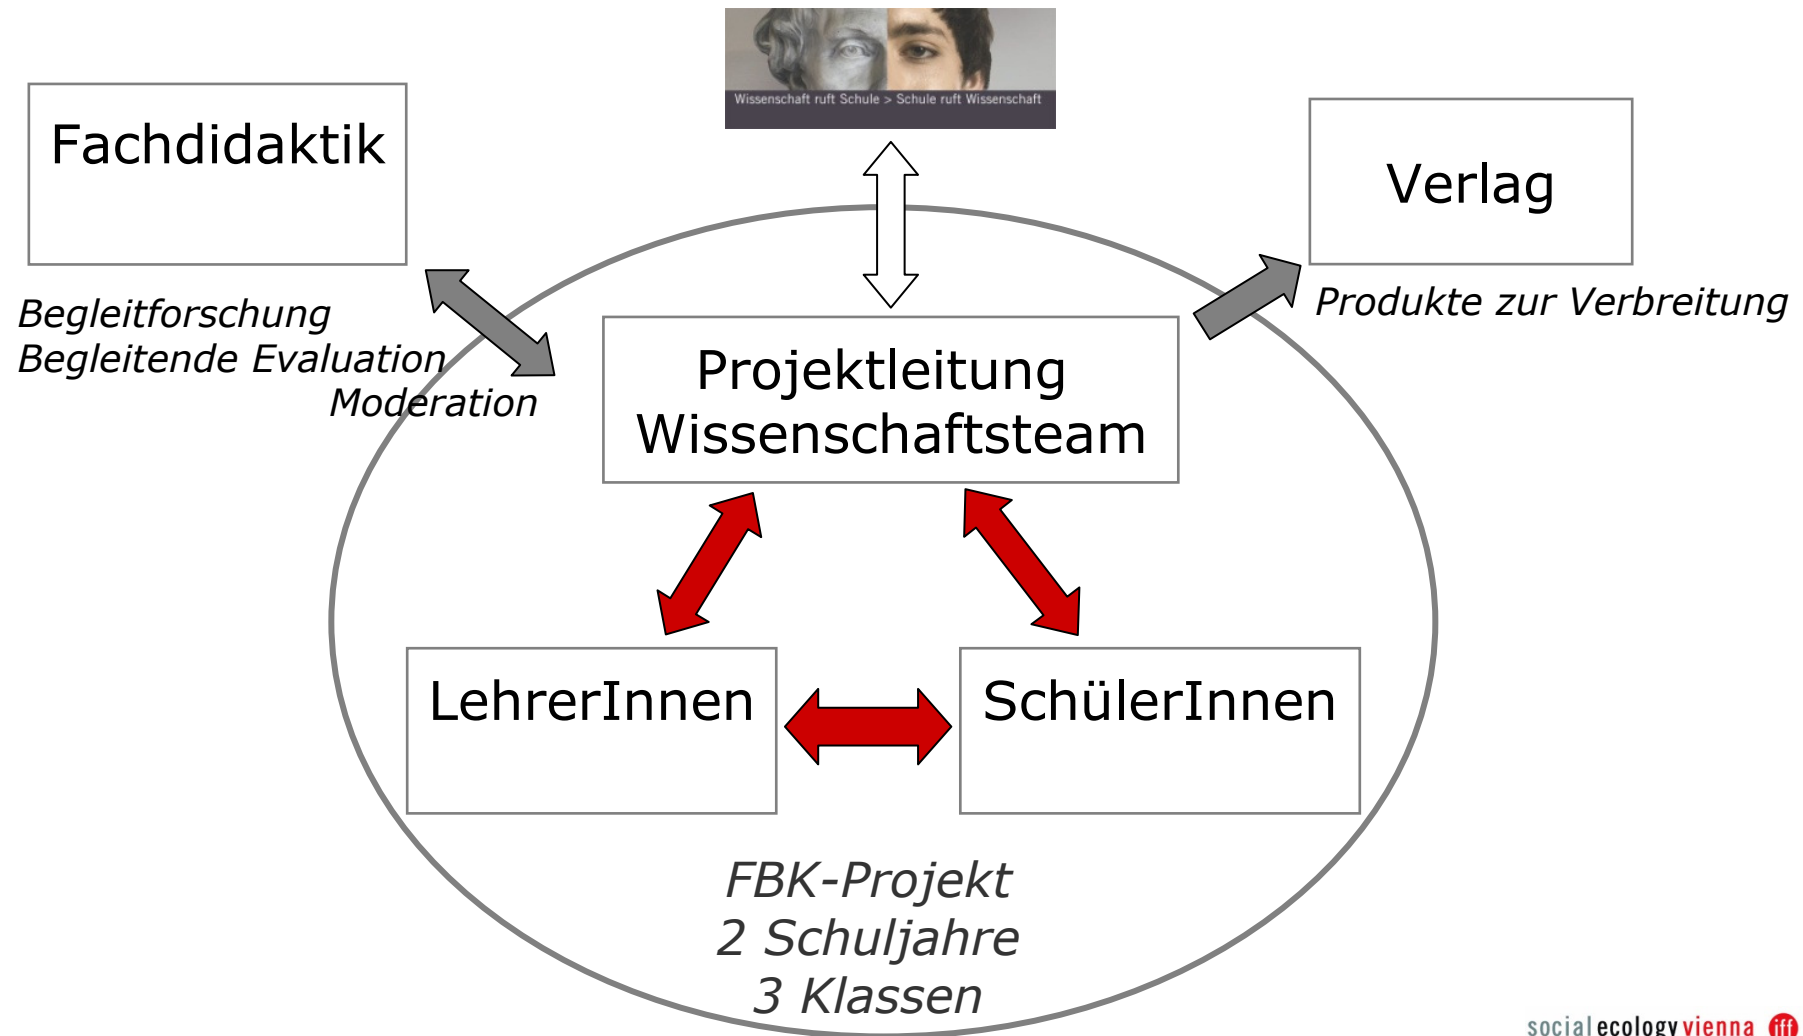 Wissenschaft ruft Schule > Schule ruft Wissenschaft
Fachdidaktik
Verlag
Begleitforschung
Begleitende Evaluation
Moderation
Produkte zur Verbreitung
Projektleitung
Wissenschaftsteam
LehrerInnen
SchülerInnen
FBK-Projekt
2 Schuljahre
3 Klassen
social ecology vienna iff